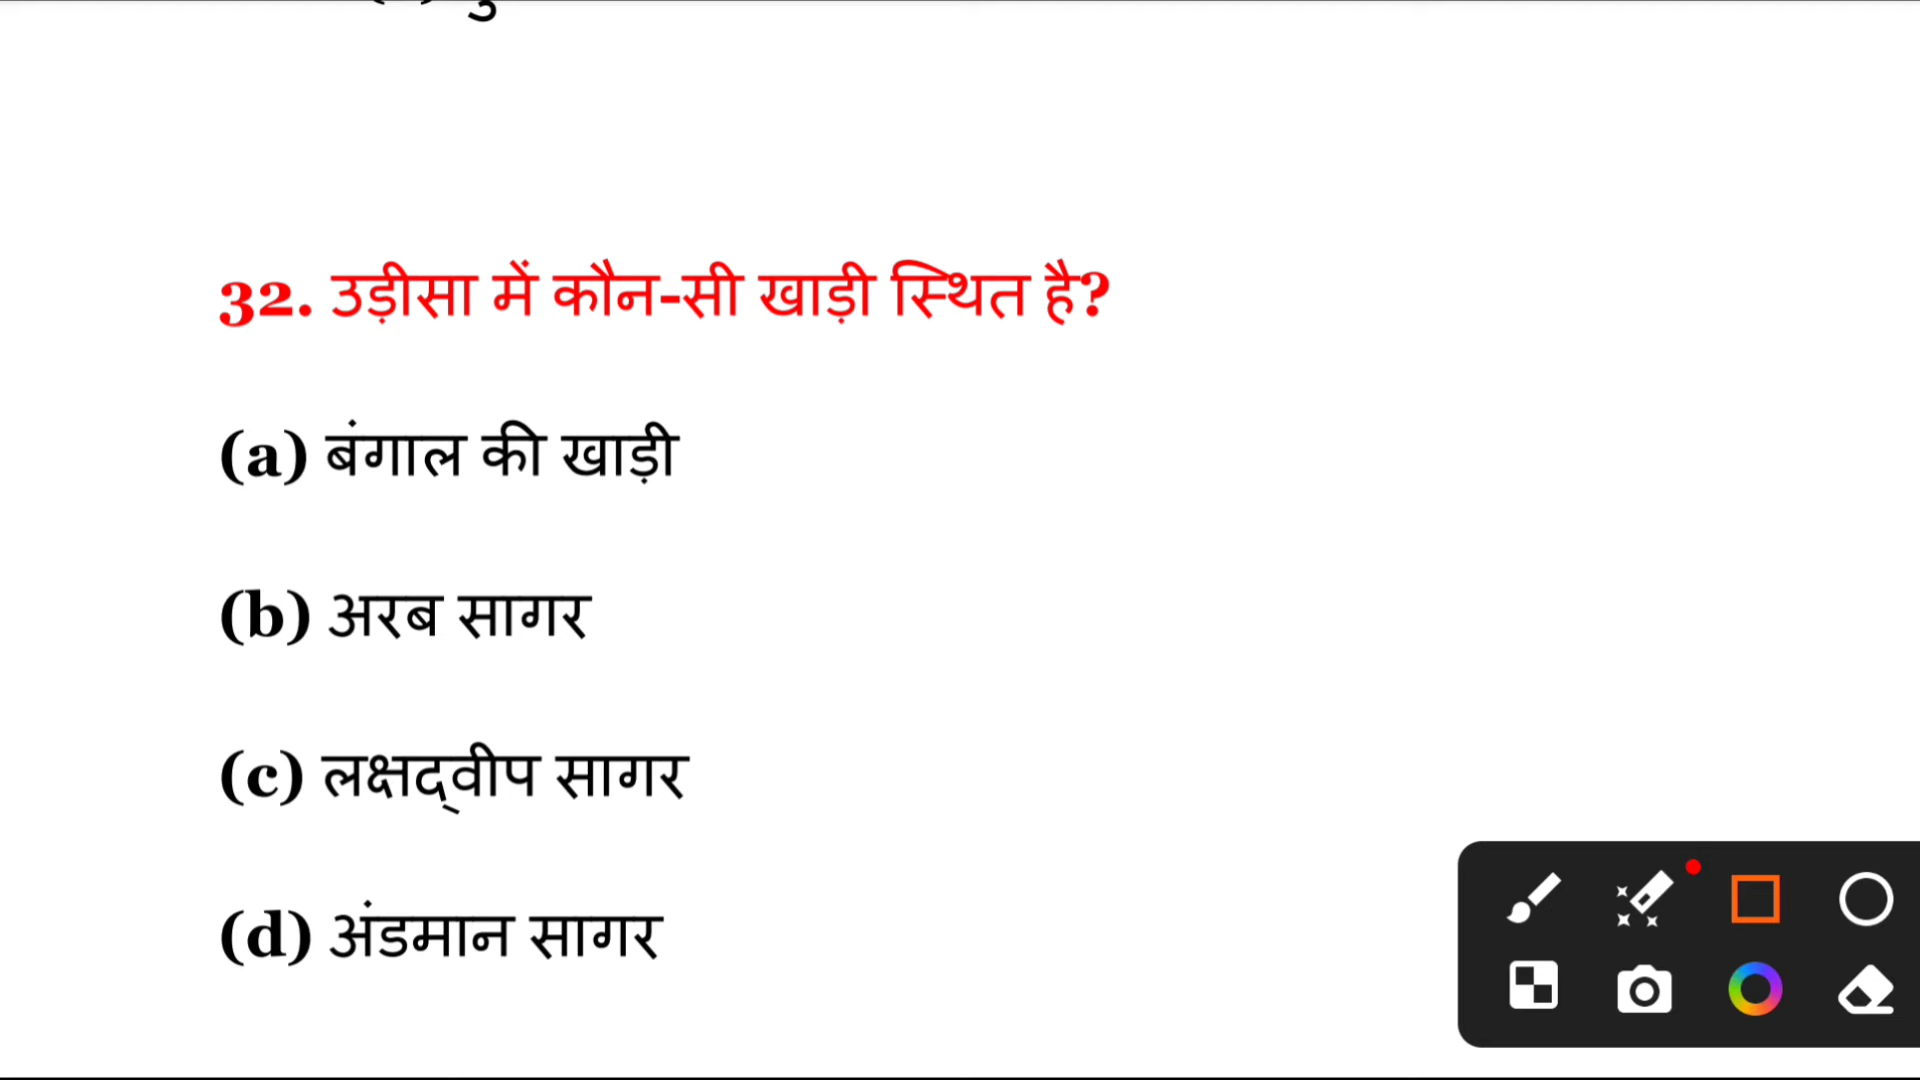 32. उड़ीसा में कौन-सी खाड़ी स्थित है?
(a) बंगाल की खाड़ी
(b) अरब सागर
(c) लक्षद्‌वीप सागर
(d) अंडमान सागर